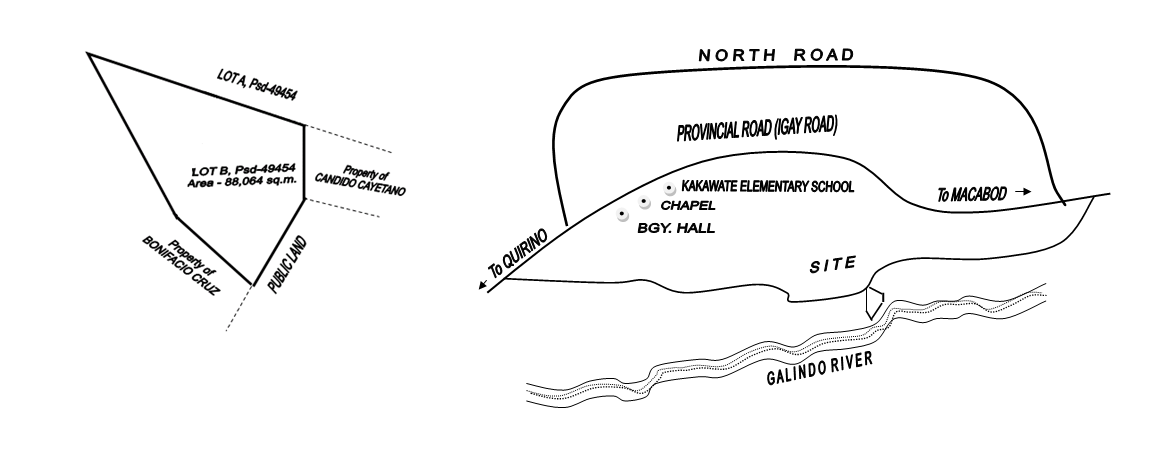 LOT A, Psd-49454
LOT B, Psd-49454
Area - 88,064 sq.m.
Property of
CANDIDO CAYETANO
Property of
BONIFACIO CRUZ
PUBLIC LAND
NORTH ROAD
PROVINCIAL ROAD (IGAY ROAD)
KAKAWATE ELEMENTARY SCHOOL
CHAPEL
BGY. HALL
To MACABOD
To QUIRINO
SITE
GALINDO RIVER